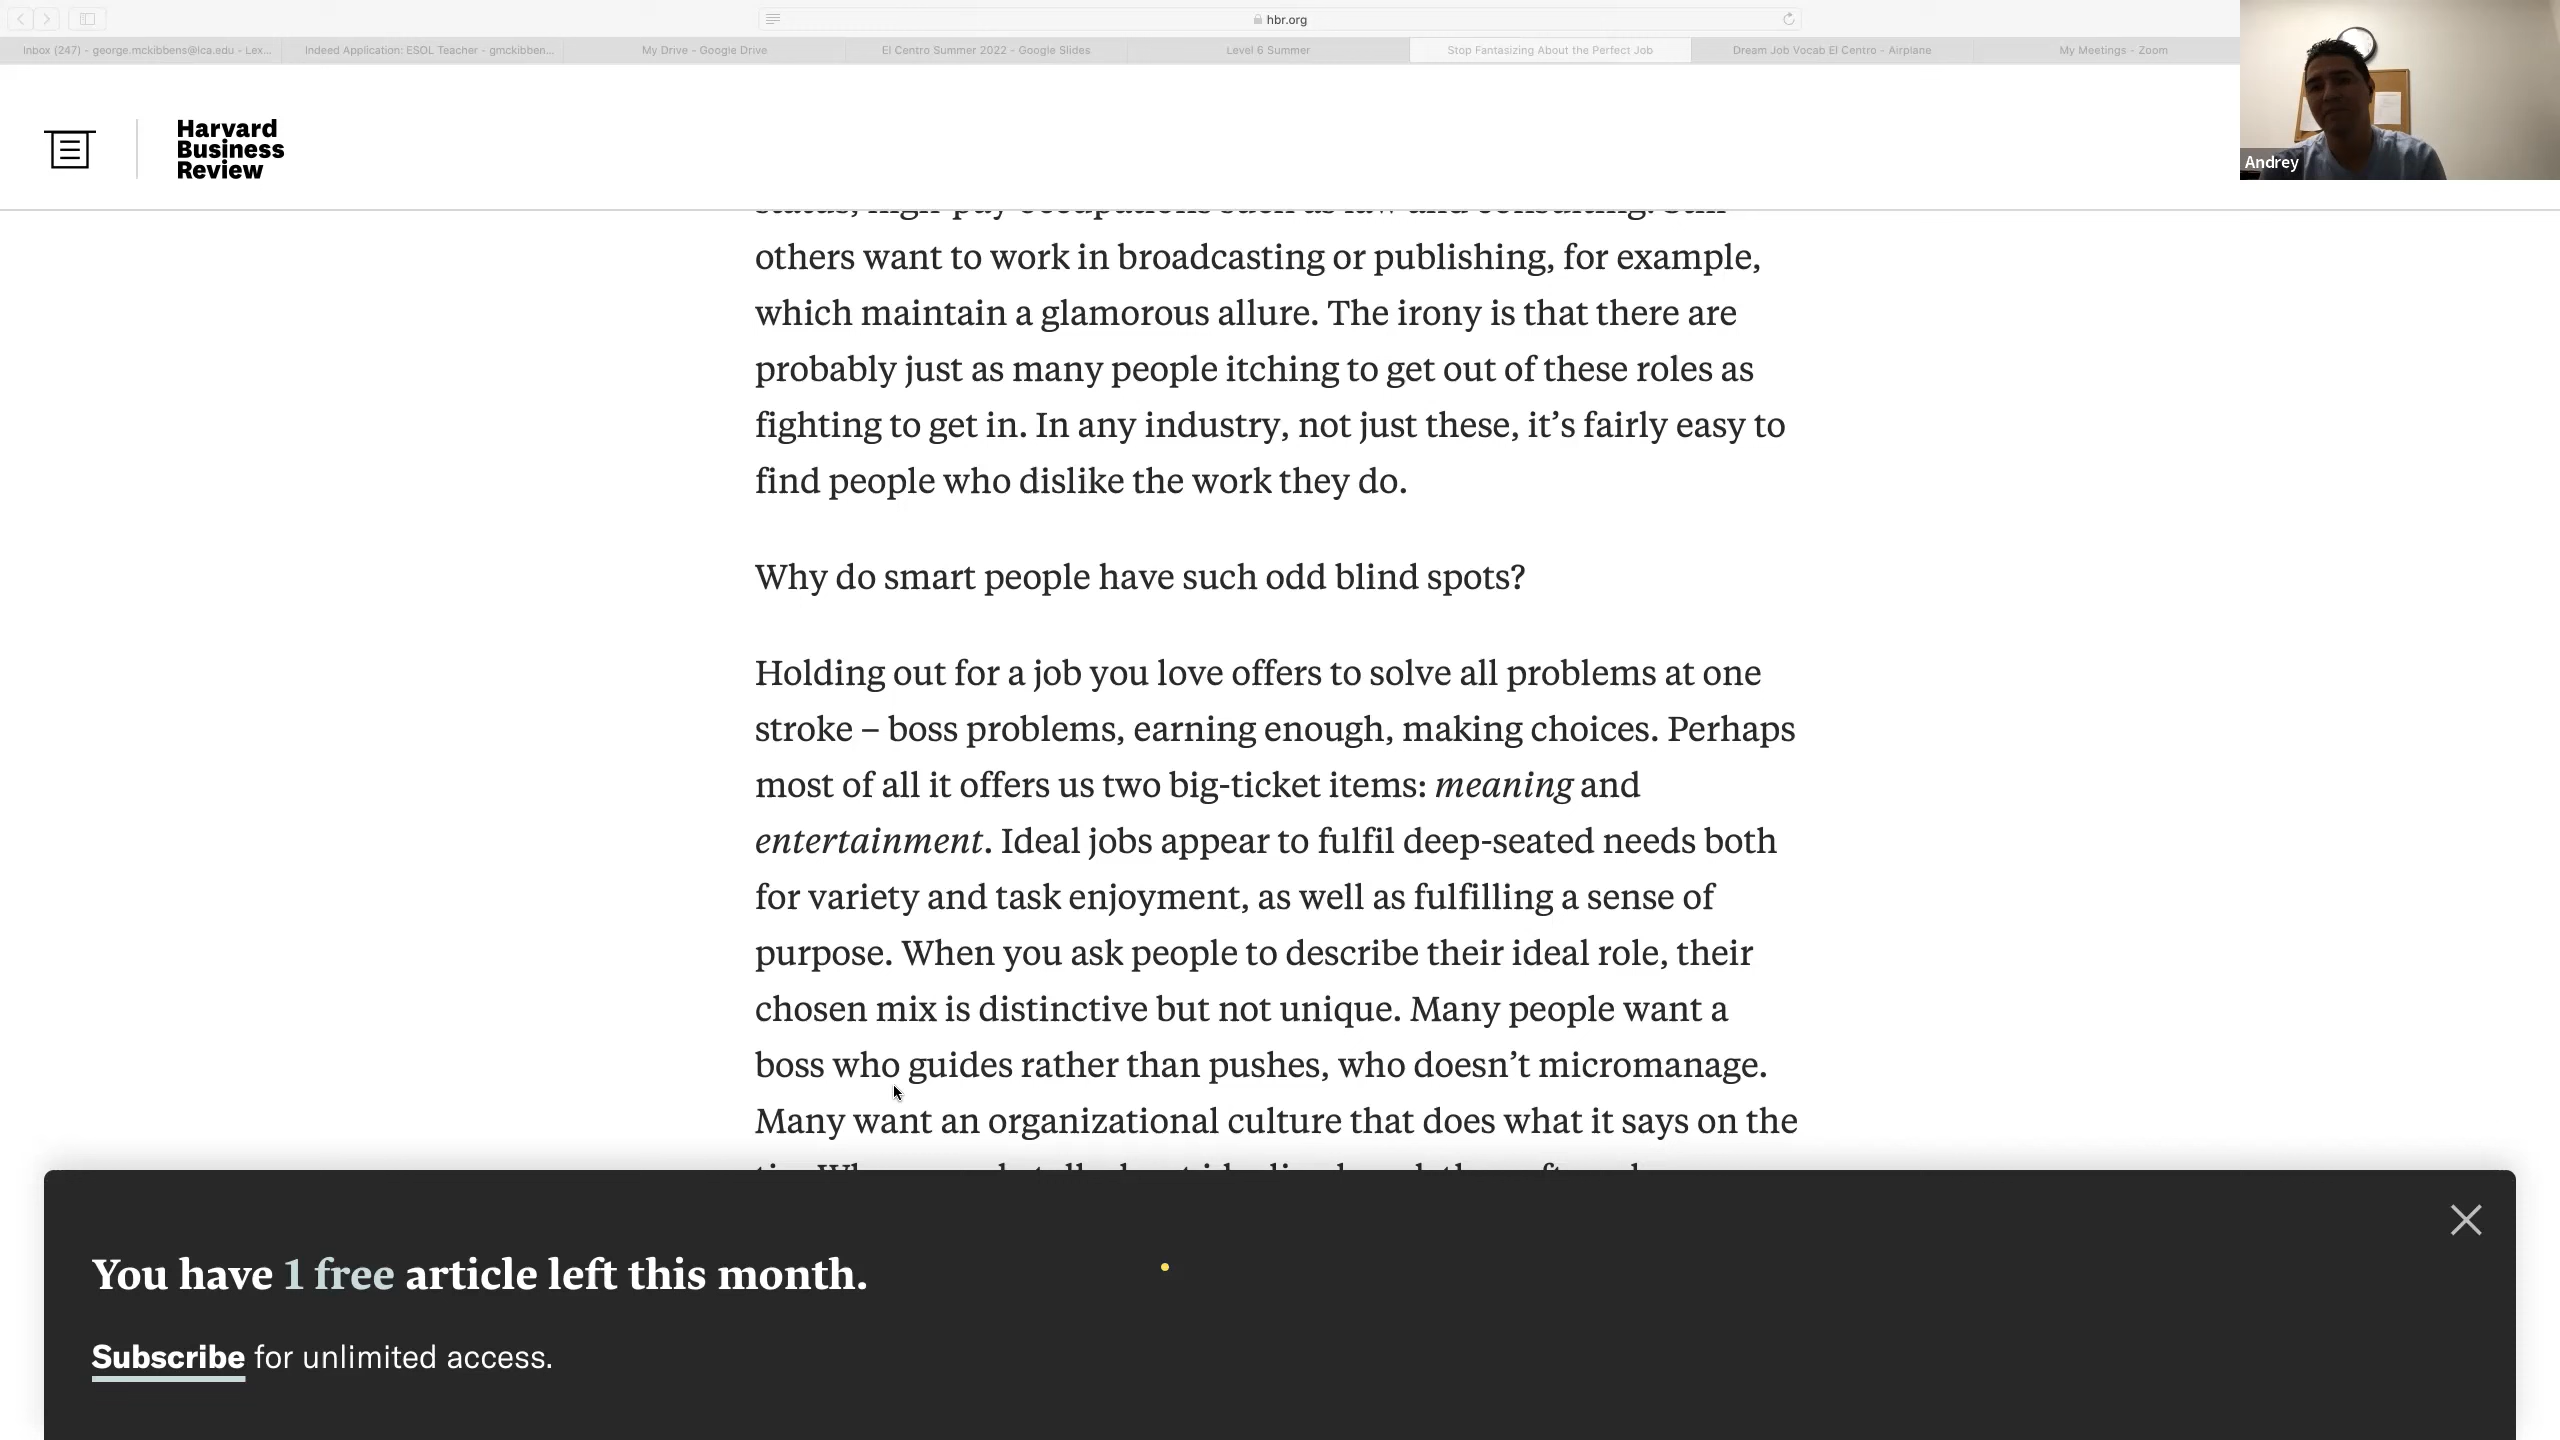 hbr.org
Inbox (247) - george.mckibbens@lca.edu - Lex...
Indeed Application: ESOL Teacher - gmckibben...
My Drive - Google Drive
El Centro Summer 2022 - Google Slides
Level 6 Summer
Stop Fantasizing About the Perfect Job
Dream Job Vocab El Centro - Airplane
My Meetings - Zoom
Andrey
Harvard
Business
Review
status, high-pay occupations such as law and consulting. Still
others want to work in broadcasting or publishing, for example,
which maintain a glamorous allure. The irony is that there are
probably just as many people itching to get out of these roles as
fighting to get in. In any industry, not just these, it’s fairly easy to
find people who dislike the work they do.
Why do smart people have such odd blind spots?
Holding out for a job you love offers to solve all problems at one
stroke – boss problems, earning enough, making choices. Perhaps
most of all it offers us two big-ticket items: meaning and
entertainment. Ideal jobs appear to fulfil deep-seated needs both
for variety and task enjoyment, as well as fulfilling a sense of
purpose. When you ask people to describe their ideal role, their
chosen mix is distinctive but not unique. Many people want a
boss who guides rather than pushes, who doesn’t micromanage.
Many want an organizational culture that does what it says on the
You have 1 free article left this month.
Subscribe for unlimited access.